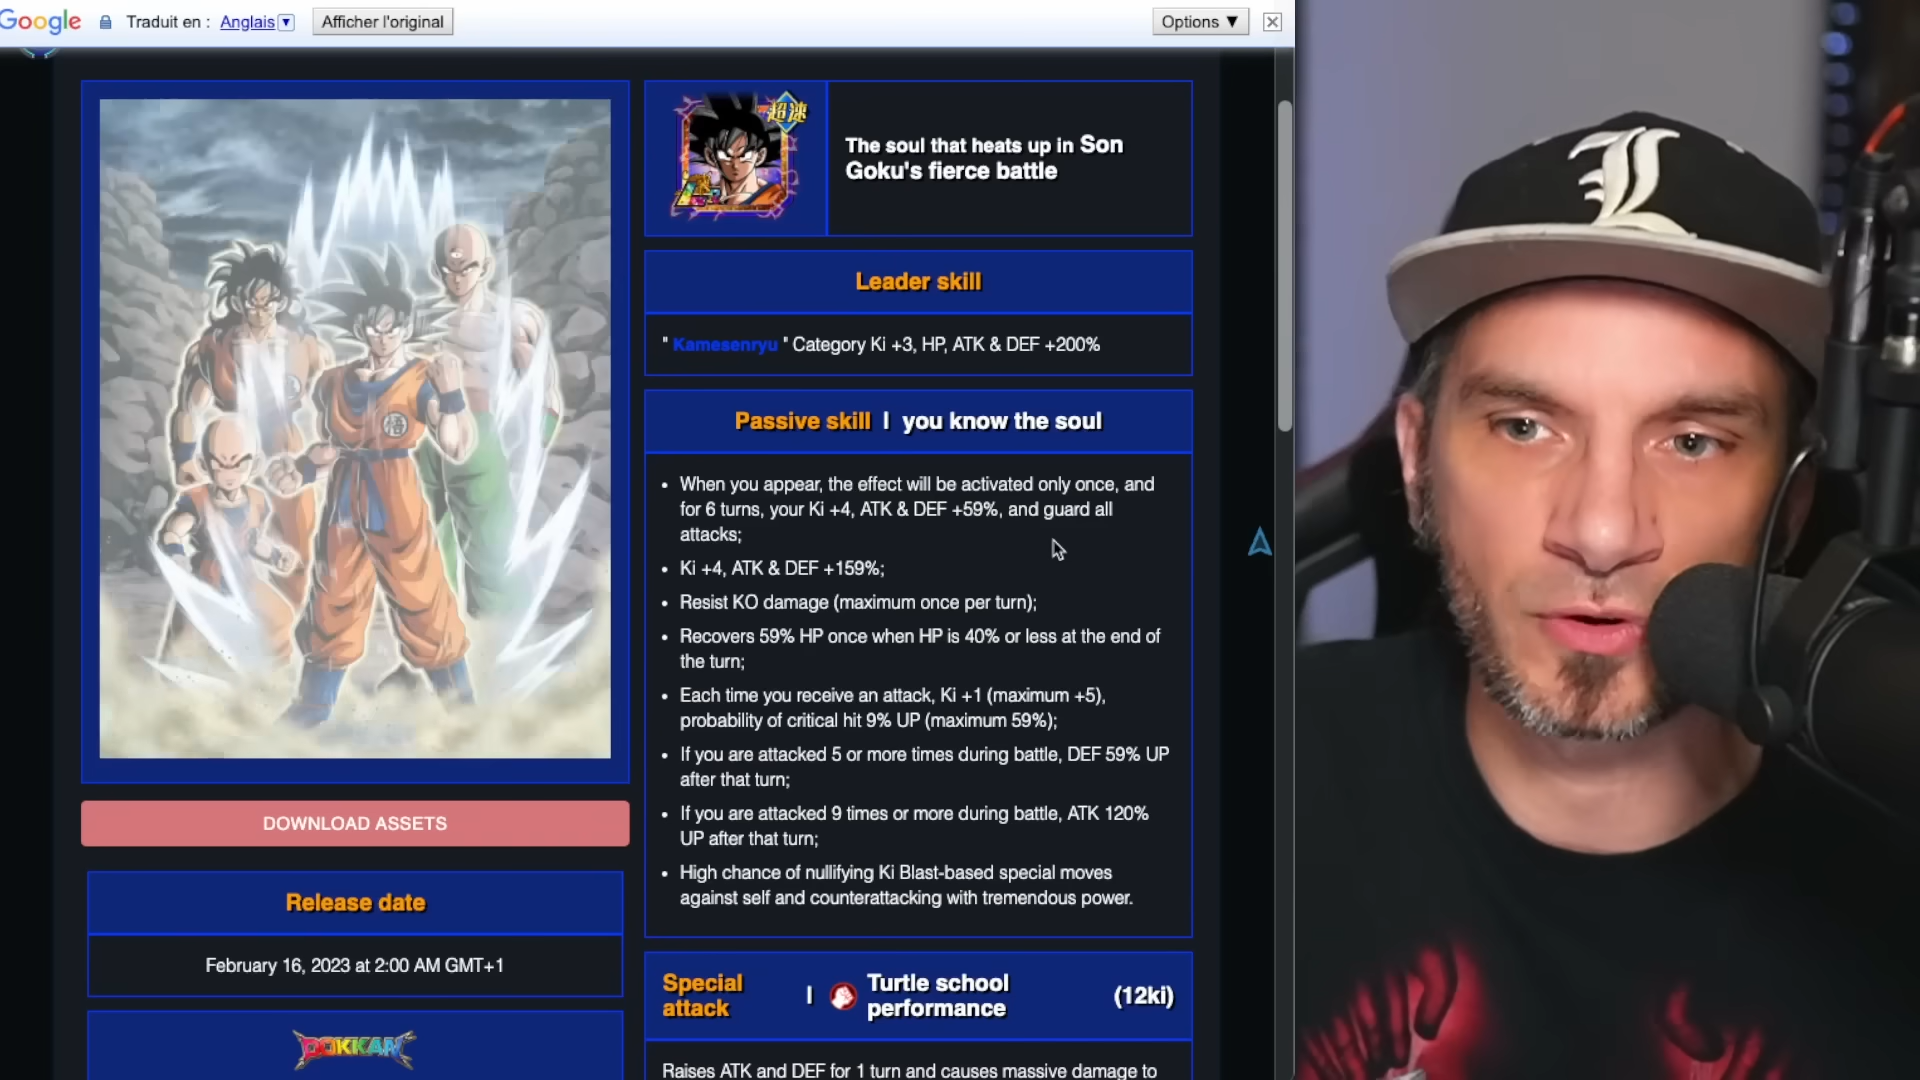 Google
Traduit en :
Anglais
▼
Afficher l'original
Options ▼
超速
The soul that heats up in Son
Goku's fierce battle
Leader skill
" Kamesenryu " Category Ki +3, HP, ATK & DEF +200%
Passive skill | you know the soul
• When you appear, the effect will be activated only once, and
for 6 turns, your Ki +4, ATK & DEF +59%, and guard all
attacks;
• Ki +4, ATK & DEF +159%;
• Resist KO damage (maximum once per turn);
• Recovers 59% HP once when HP is 40% or less at the end of
the turn;
• Each time you receive an attack, Ki +1 (maximum +5),
probability of critical hit 9% UP (maximum 59%);
• If you are attacked 5 or more times during battle, DEF 59% UP
after that turn;
• If you are attacked 9 times or more during battle, ATK 120%
UP after that turn;
• High chance of nullifying Ki Blast-based special moves
against self and counterattacking with tremendous power.
Special
attack
| Turtle school
performance
(12ki)
Raises ATK and DEF for 1 turn and causes massive damage to
悟
DOWNLOAD ASSETS
Release date
February 16, 2023 at 2:00 AM GMT+1
DOKKAN
L